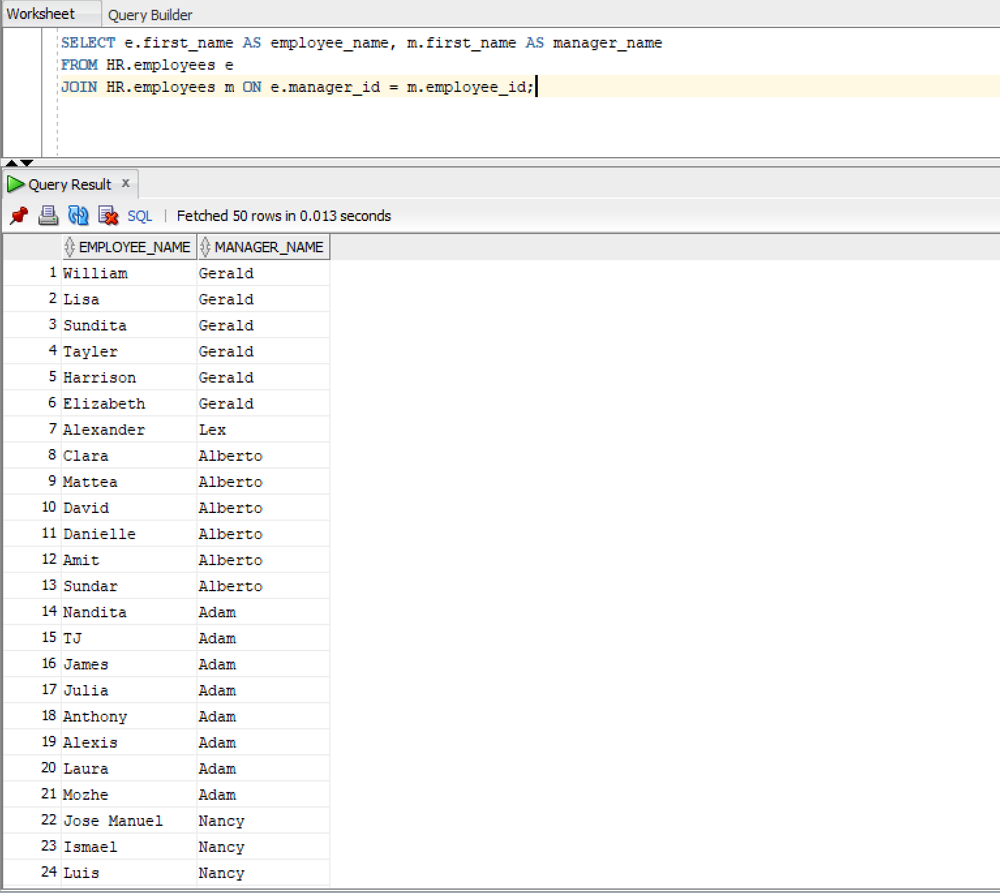 Worksheet Query Builder
SELECT e.first_name AS employee_name, m.first_name AS manager_name
FROM HR.employees e
JOIN HR.employees m ON e.manager_id = m.employee_id;
Query Result x
SQL | Fetched 50 rows in 0.013 seconds
EMPLOYEE_NAME MANAGER_NAME
1 William Gerald
2 Lisa Gerald
3 Sundita Gerald
4 Tayler Gerald
5 Harrison Gerald
6 Elizabeth Gerald
7 Alexander Lex
8 Clara Alberto
9 Mattea Alberto
10 David Alberto
11 Danielle Alberto
12 Amit Alberto
13 Sundar Alberto
14 Nandita Adam
15 TJ Adam
16 James Adam
17 Julia Adam
18 Anthony Adam
19 Alexis Adam
20 Laura Adam
21 Mozhe Adam
22 Jose Manuel Nancy
23 Ismael Nancy
24 Luis Nancy